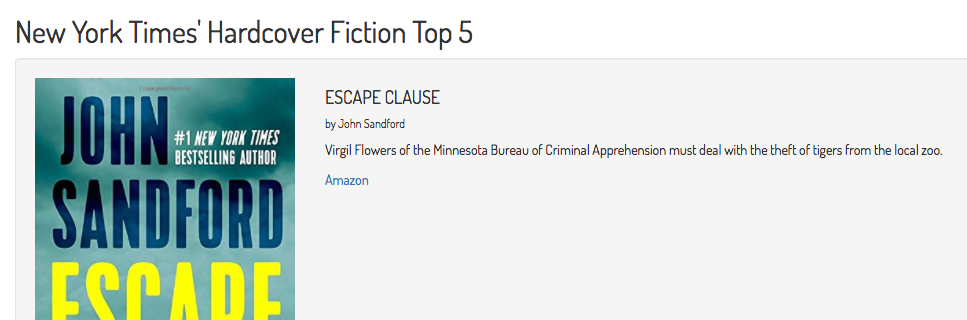 New York Times' Hardcover Fiction Top 5
JOHN
#1 NEW YORK TIMES
BESTSELLING AUTHOR
SANDFORD
ESCAPE
ESCAPE CLAUSE
by John Sandford
Virgil Flowers of the Minnesota Bureau of Criminal Apprehension must deal with the theft of tigers from the local zoo.
Amazon